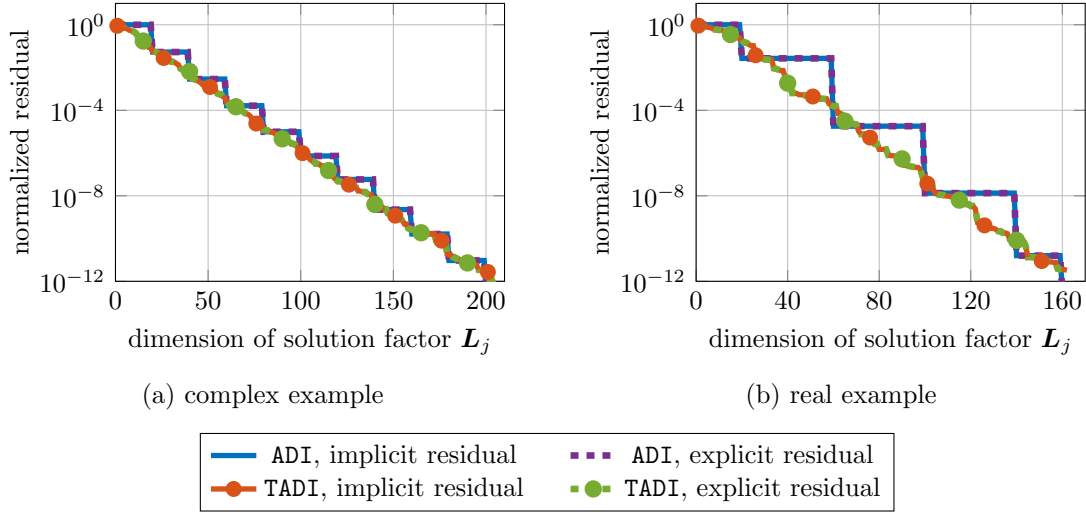 10^0
10^−4
10^−8
10^−12
normalized residual
0 50 100 150 200
dimension of solution factor L_j
(a) complex example
10^0
10^−4
10^−8
10^−12
normalized residual
0 40 80 120 160
dimension of solution factor L_j
(b) real example
ADI, implicit residual ADI, explicit residual
TADI, implicit residual TADI, explicit residual